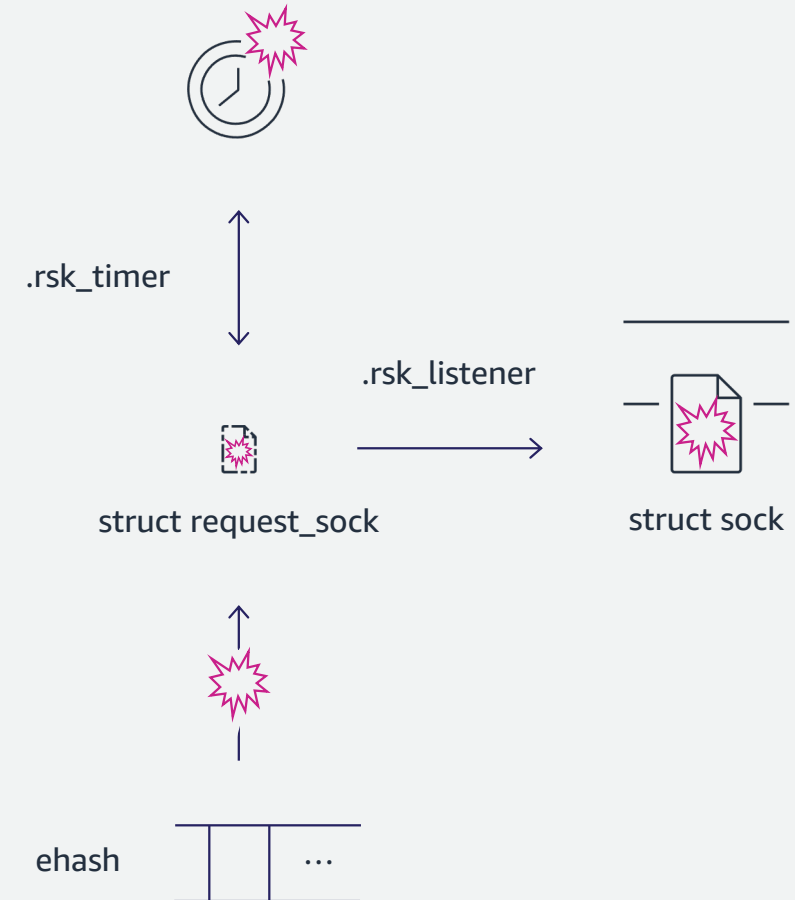 .rsk_timer
.rsk_listener
struct request_sock
struct sock
ehash
...